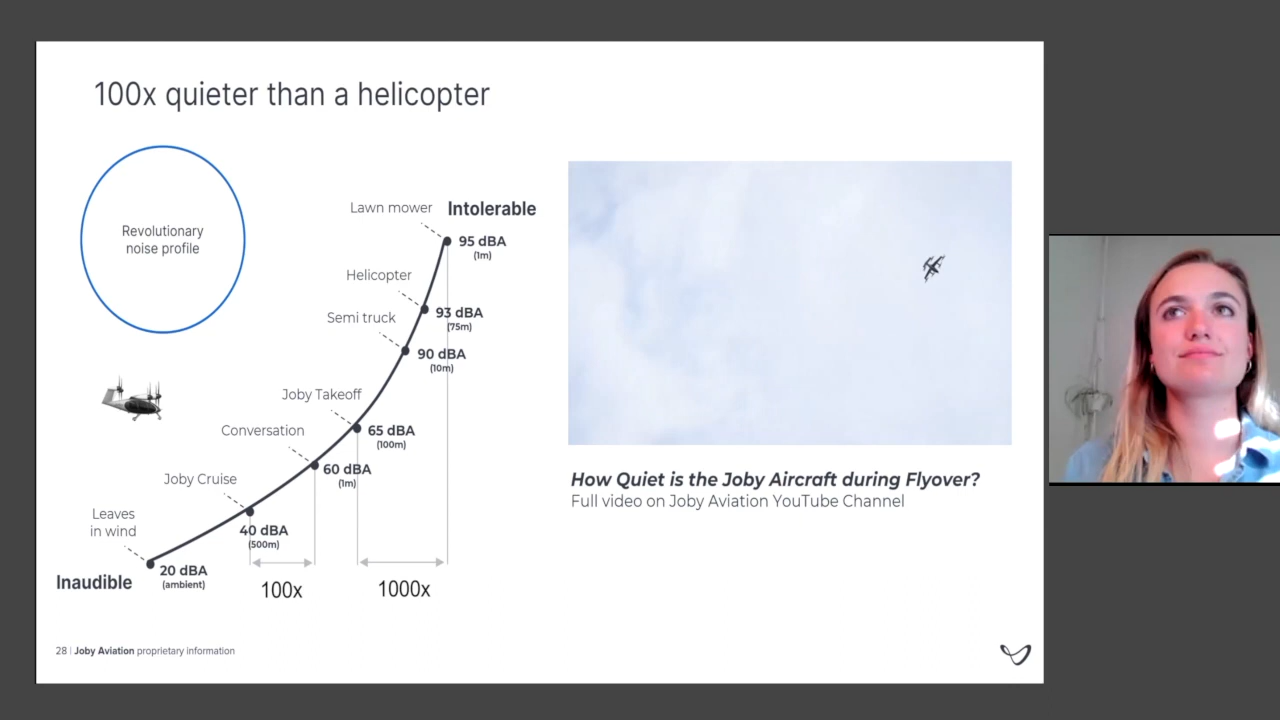 100x quieter than a helicopter
Revolutionary
noise profile
Lawn mower
Intolerable
95 dBA
(1m)
Helicopter
93 dBA
(75m)
Semi truck
90 dBA
(10m)
Joby Takeoff
65 dBA
(100m)
Conversation
60 dBA
(1m)
Joby Cruise
40 dBA
(500m)
Leaves
in wind
20 dBA
(ambient)
Inaudible
100x
1000x
How Quiet is the Joby Aircraft during Flyover?
Full video on Joby Aviation YouTube Channel
28 | Joby Aviation proprietary information